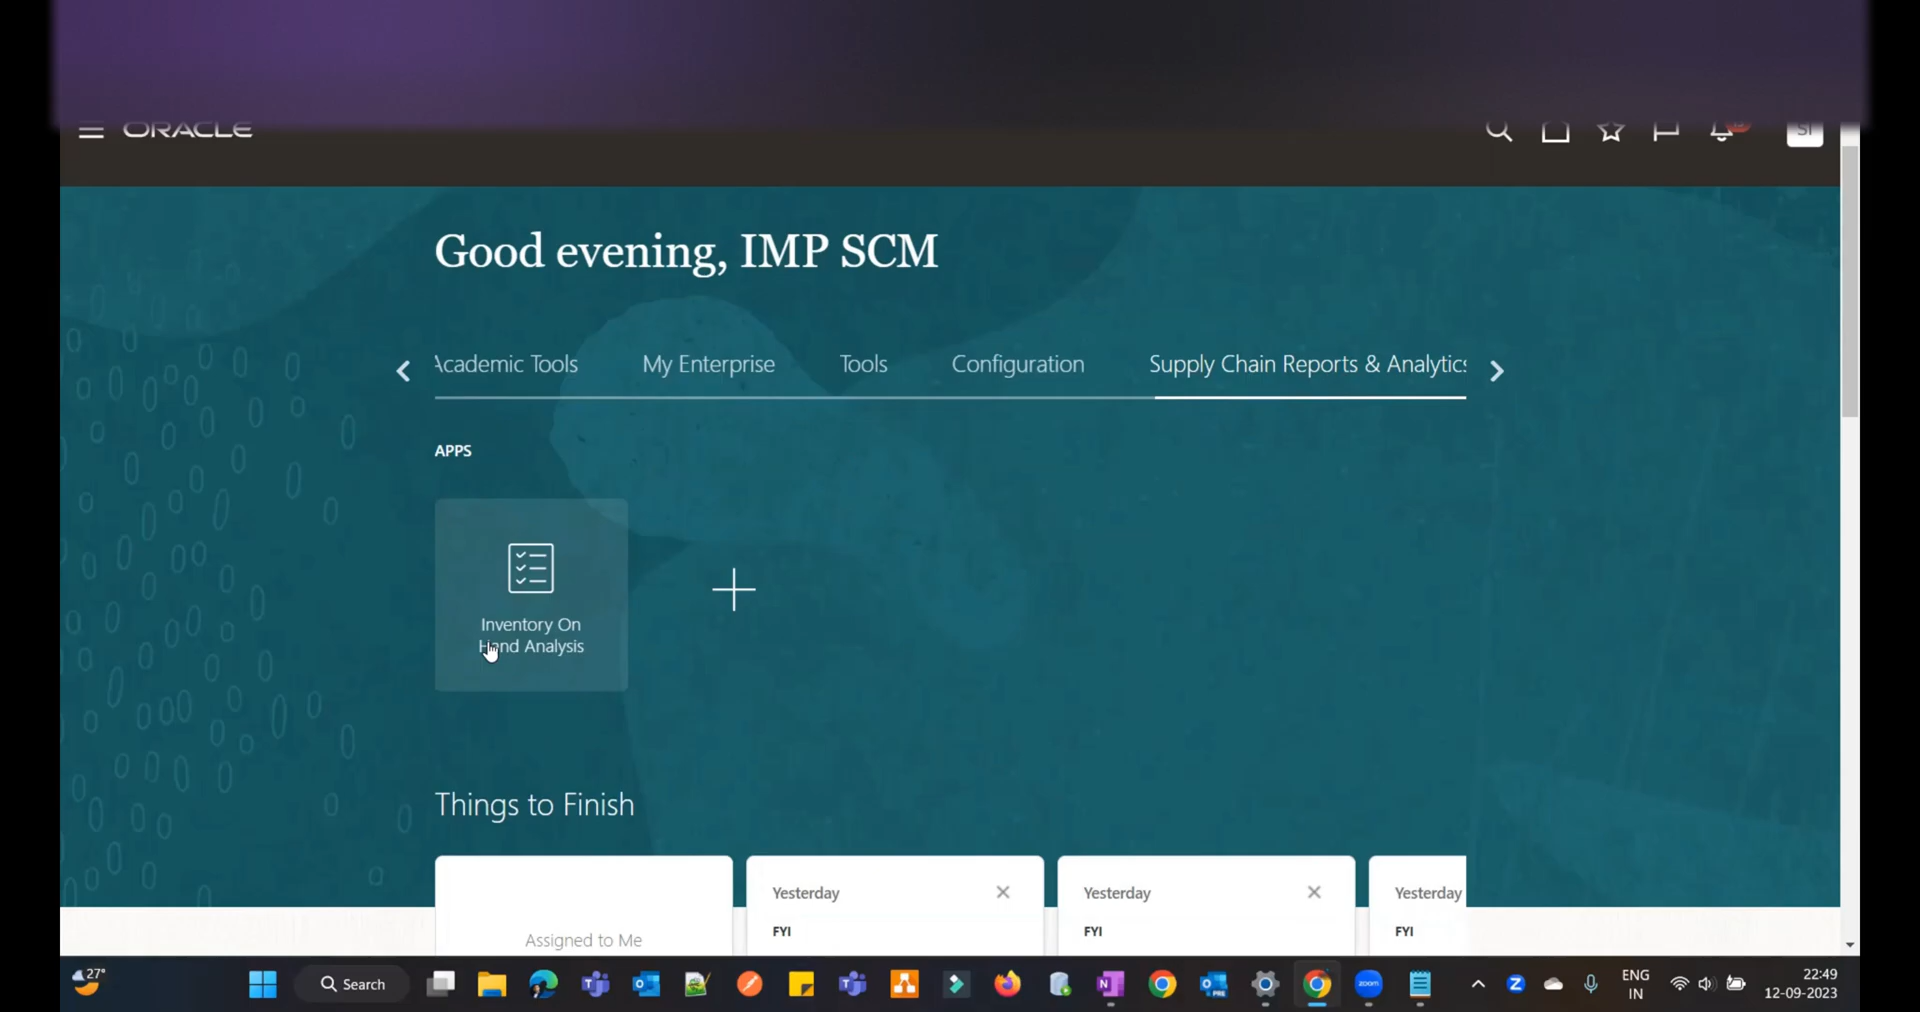 ORACLE
SI
Good evening, IMP SCM
Academic Tools
My Enterprise
Tools
Configuration
Supply Chain Reports & Analytics
APPS
Inventory On
Hand Analysis
Things to Finish
Assigned to Me
Yesterday
FYI
Yesterday
FYI
Yesterday
FYI
27°
Search
zoom
ENG
IN
22:49
12-09-2023